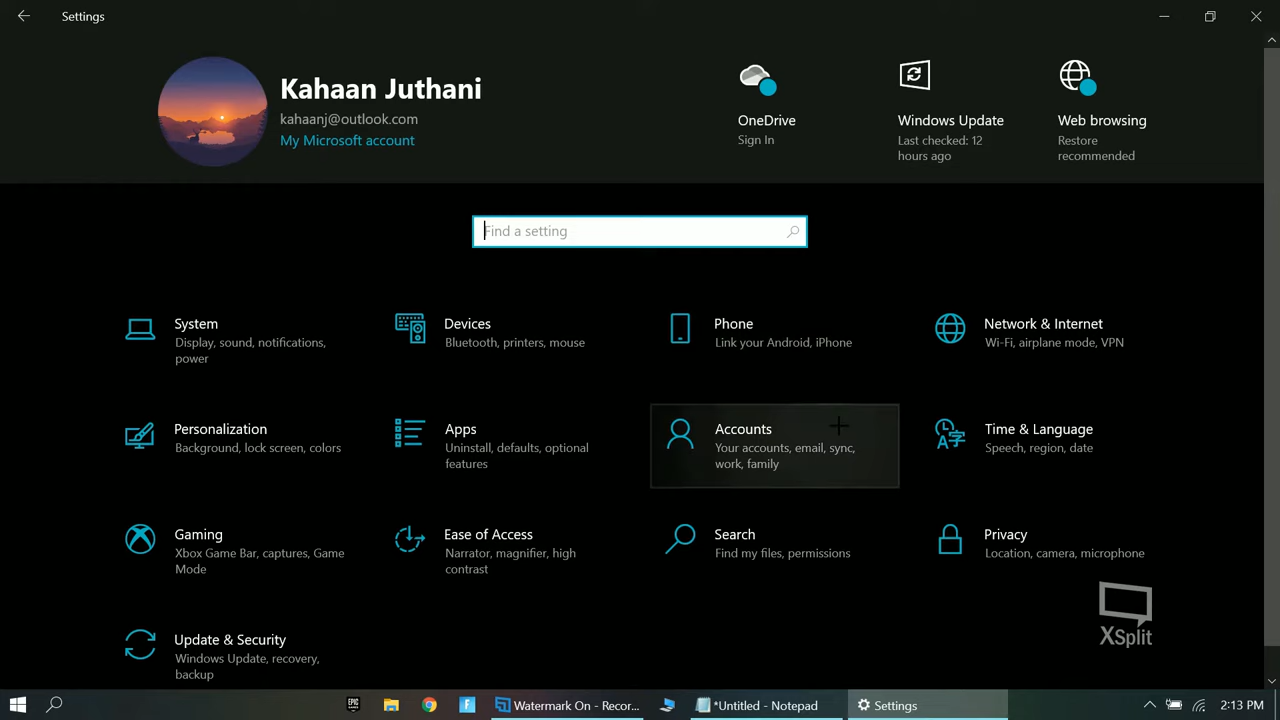 Settings
Kahaan Juthani
kahaanj@outlook.com
My Microsoft account
OneDrive
Sign In
Windows Update
Last checked: 12
hours ago
Web browsing
Restore
recommended
Find a setting
System
Display, sound, notifications,
power
Devices
Bluetooth, printers, mouse
Phone
Link your Android, iPhone
Network & Internet
Wi-Fi, airplane mode, VPN
Personalization
Background, lock screen, colors
Apps
Uninstall, defaults, optional
features
Accounts
Your accounts, email, sync,
work, family
Time & Language
Speech, region, date
Gaming
Xbox Game Bar, captures, Game
Mode
Ease of Access
Narrator, magnifier, high
contrast
Search
Find my files, permissions
Privacy
Location, camera, microphone
Update & Security
Windows Update, recovery,
backup
XSplit
EPIC
Watermark On - Recor...
*Untitled - Notepad
Settings
2:13 PM